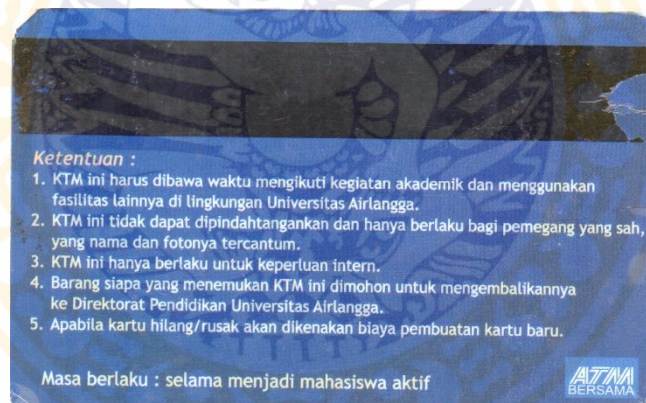 Ketentuan :
1. KTM ini harus dibawa waktu mengikuti kegiatan akademik dan menggunakan
fasilitas lainnya di lingkungan Universitas Airlangga.
2. KTM ini tidak dapat dipindahtangankan dan hanya berlaku bagi pemegang yang sah,
yang nama dan fotonya tercantum.
3. KTM ini hanya berlaku untuk keperluan intern.
4. Barang siapa yang menemukan KTM ini dimohon untuk mengembalikannya
ke Direktorat Pendidikan Universitas Airlangga.
5. Apabila kartu hilang/rusak akan dikenakan biaya pembuatan kartu baru.
Masa berlaku : selama menjadi mahasiswa aktif
ATM
BERSAMA